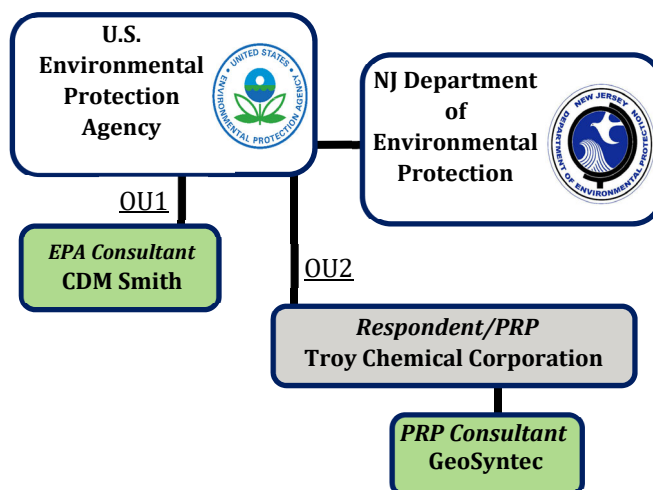 U.S.
Environmental
Protection
Agency
UNITED STATES
ENVIRONMENTAL PROTECTION AGENCY
NJ Department
of
Environmental
Protection
NEW JERSEY
DEPARTMENT OF ENVIRONMENTAL PROTECTION
OU1
EPA Consultant
CDM Smith
OU2
Respondent/PRP
Troy Chemical Corporation
PRP Consultant
GeoSyntec